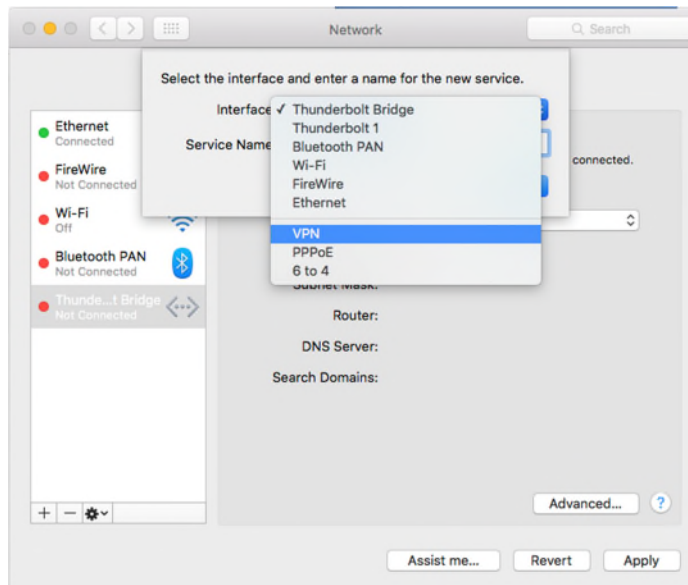 Network
Search
Select the interface and enter a name for the new service.
Interface ✓ Thunderbolt Bridge
Thunderbolt 1
Bluetooth PAN
Wi-Fi
FireWire
Ethernet
VPN
PPPoE
6 to 4
Service Name
Ethernet
Connected
FireWire
Not Connected
Wi-Fi
Off
Bluetooth PAN
Not Connected
Thunde...t Bridge
Not Connected
connected.
Subnet Mask:
Router:
DNS Server:
Search Domains:
Advanced...
?
Assist me...
Revert
Apply